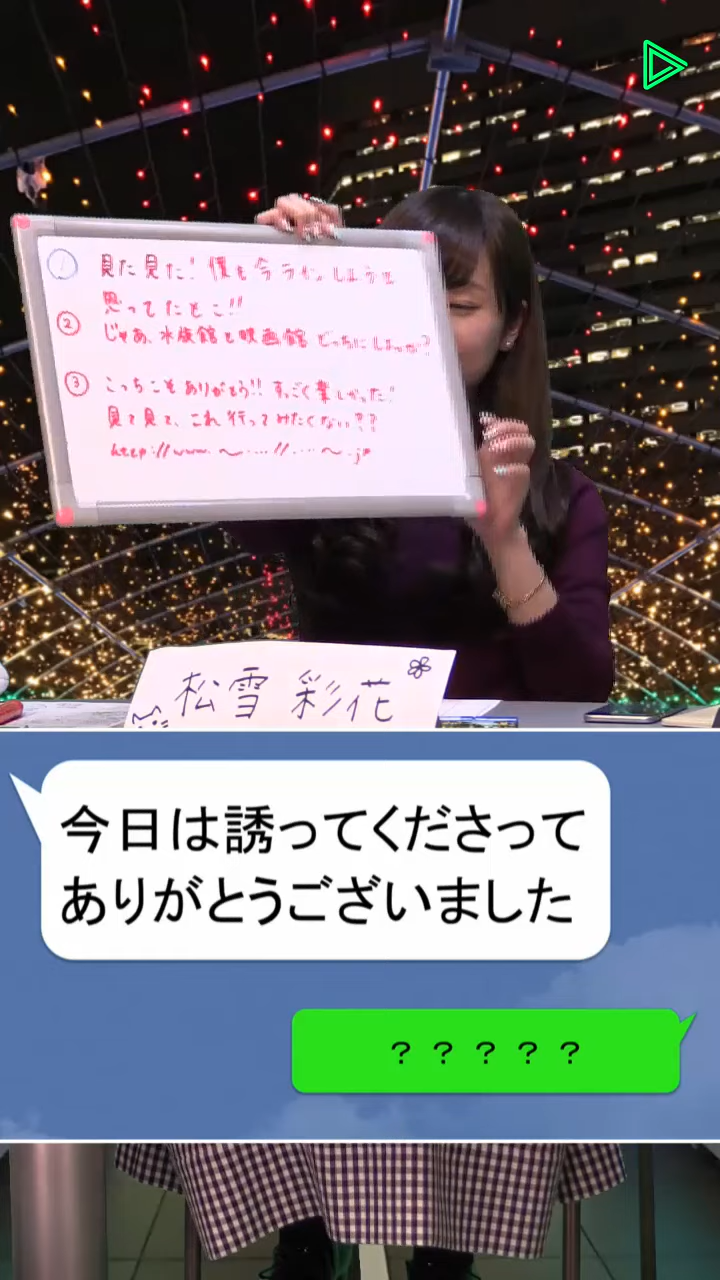 ①
見た見た！僕も今ラインしようと
思ってたとこ!!
② じゃあ、水族館と映画館どっちにしよっか？
③ こっちこそありがとう!! すっごく楽しかった！
見て見て、これ行ってみたくない？？
http://www.〜‥‥//‥‥〜.jp
松雪 彩花
今日は誘ってくださって
ありがとうございました
？？？？？